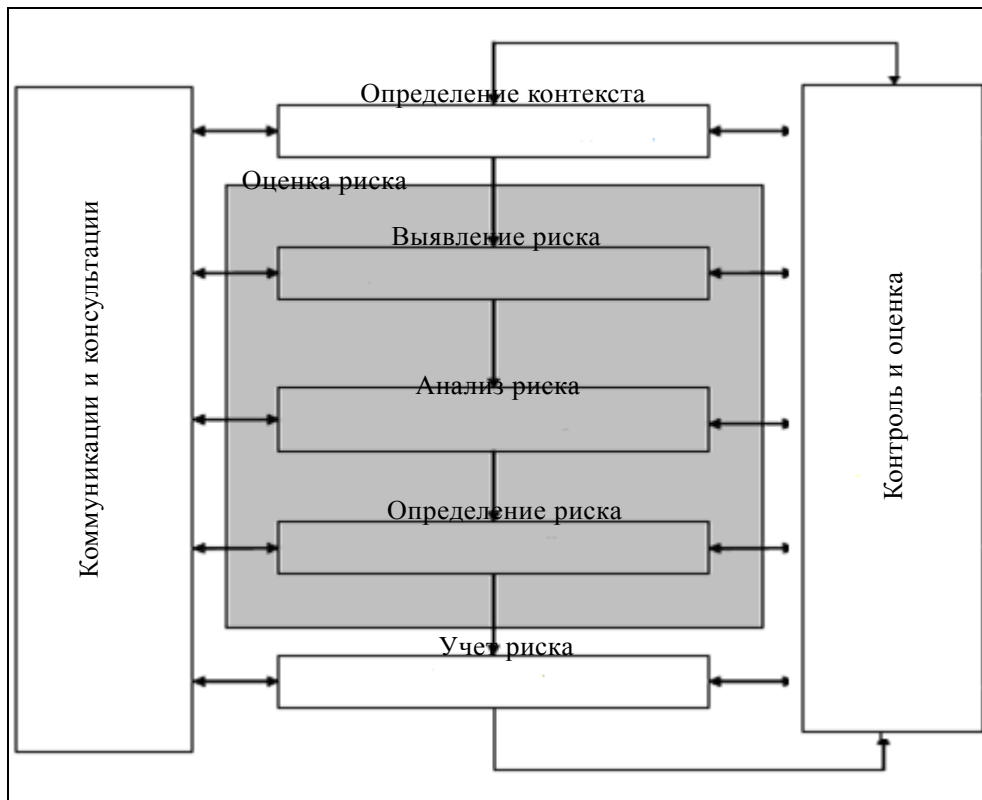 Определение контекста
Оценка риска
Выявление риска
Анализ риска
Определение риска
Учет риска
Коммуникации и консультации
Контроль и оценка